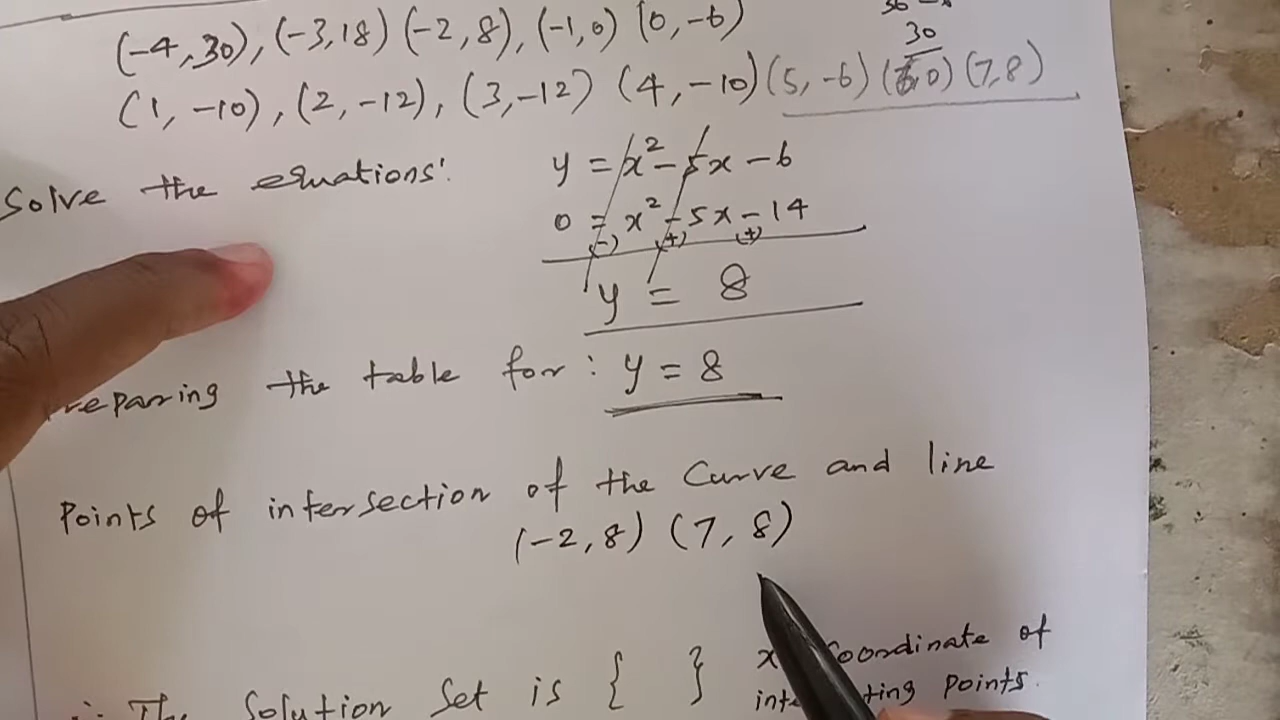 (-4,30), (-3,18) (-2,8), (-1,0) (0,-6)
30
(1, -10), (2, -12), (3,-12) (4, -10) (5, -6) (6,0) (7,8)
Solve the equations: y = x² - 5x - 6
0 = x² - 5x - 14
(-) (+) (+)
y = 8
preparing the table for: y = 8
Points of intersection of the Curve and line
(-2,8) (7, 8)
∴ The Solution Set is { } x Coordinate of
points.